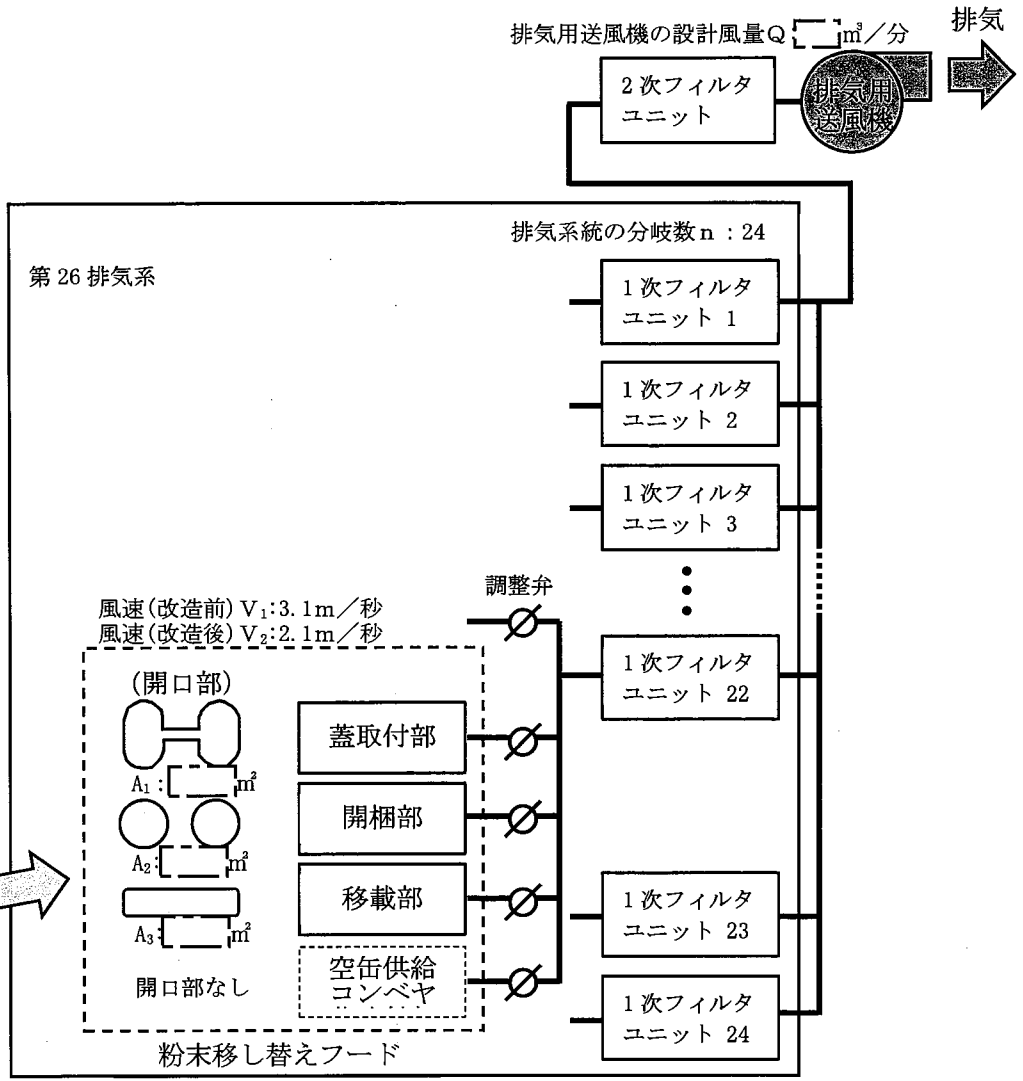 排気
排気用送風機の設計風量Q m³/分
2次フィルタ
ユニット
排気用
送風機
排気系統の分岐数n:24
第26排気系
1次フィルタ
ユニット 1
1次フィルタ
ユニット 2
1次フィルタ
ユニット 3
調整弁
風速(改造前)V₁:3.1m/秒
風速(改造後)V₂:2.1m/秒
1次フィルタ
ユニット 22
(開口部)
蓋取付部
A₁: m²
開梱部
A₂: m²
移載部
A₃: m²
1次フィルタ
ユニット 23
空缶供給
コンベヤ
開口部なし
1次フィルタ
ユニット 24
粉末移し替えフード